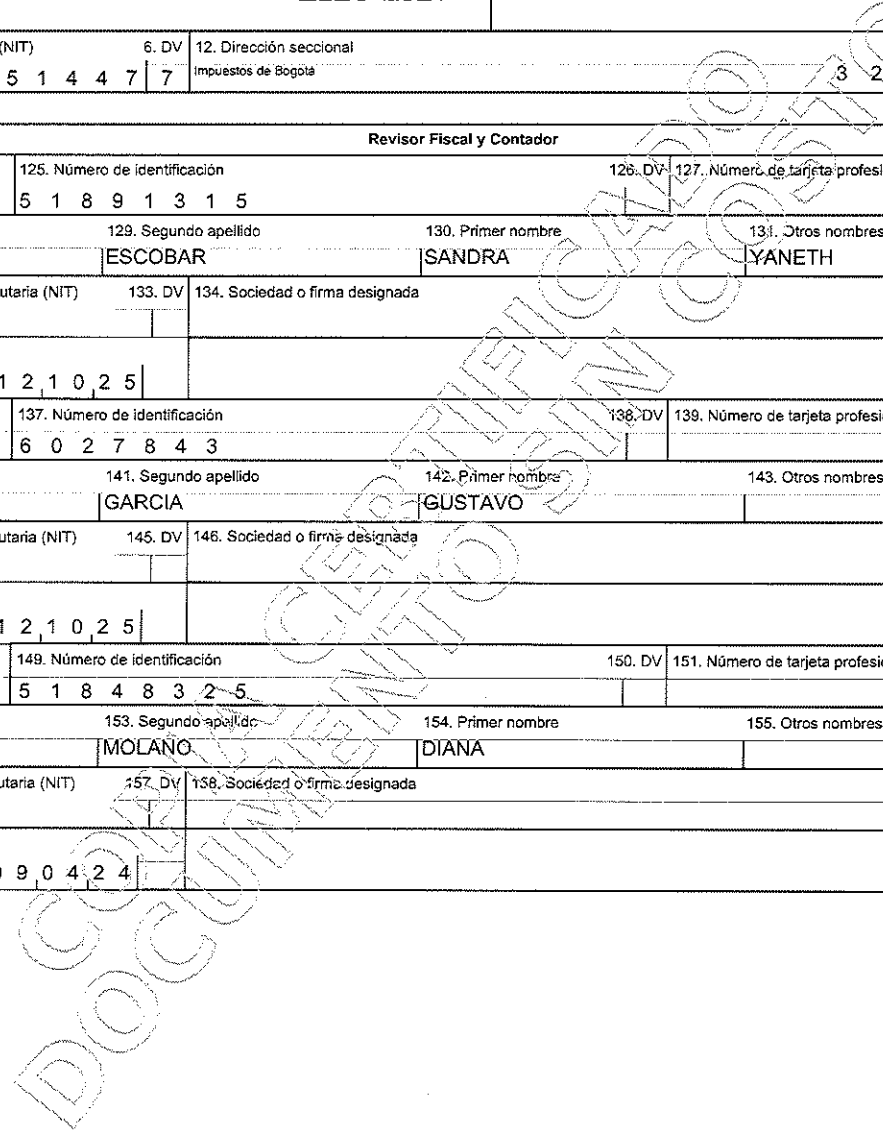 (NIT) 6. DV 12. Dirección seccional
5 1 4 4 7 7 Impuestos de Bogotá 3 2
Revisor Fiscal y Contador
125. Número de identificación 126. DV 127. Número de tarjeta profesi
5 1 8 9 1 3 1 5
129. Segundo apellido 130. Primer nombre 131. Otros nombres
ESCOBAR SANDRA YANETH
utaria (NIT) 133. DV 134. Sociedad o firma designada
1 2 1 0 2 5
137. Número de identificación 138. DV 139. Número de tarjeta profesi
6 0 2 7 8 4 3
141. Segundo apellido 142. Primer nombre 143. Otros nombres
GARCIA GUSTAVO
utaria (NIT) 145. DV 146. Sociedad o firma designada
1 2 1 0 2 5
149. Número de identificación 150. DV 151. Número de tarjeta profesi
5 1 8 4 8 3 2 5
153. Segundo apellido 154. Primer nombre 155. Otros nombres
MOLANO DIANA
utaria (NIT) 157. DV 158. Sociedad o firma designada
9 0 4 2 4
COPIA CERTIFICADO
DOCUMENTO SIN COSTO